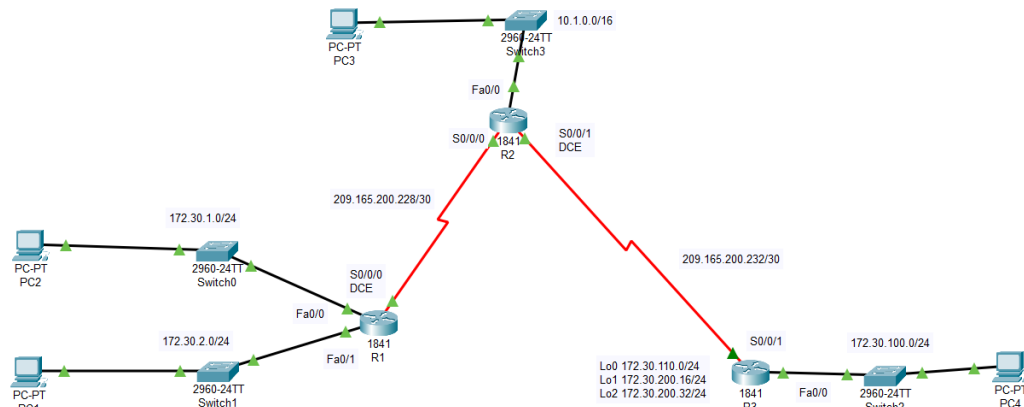 10.1.0.0/16
PC-PT
PC3
2960-24TT
Switch3
Fa0/0
S0/0/0
1841
R2
S0/0/1
DCE
209.165.200.228/30
172.30.1.0/24
PC-PT
PC2
2960-24TT
Switch0
S0/0/0
DCE
209.165.200.232/30
Fa0/0
172.30.2.0/24
Fa0/1
1841
R1
S0/0/1
172.30.100.0/24
PC-PT
2960-24TT
Switch1
Lo0 172.30.110.0/24
Lo1 172.30.200.16/24
Lo2 172.30.200.32/24
1841
Fa0/0
2960-24TT
PC-PT
PC4